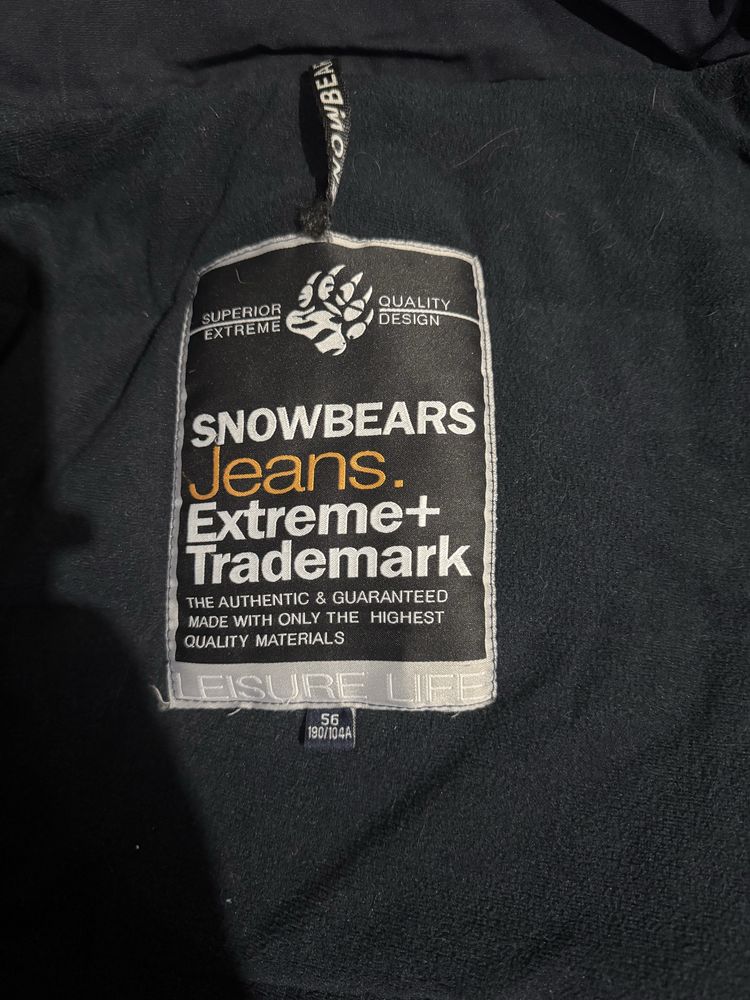 SNOWBEAR
SUPERIOR QUALITY
EXTREME DESIGN
SNOWBEARS
Jeans.
Extreme+
Trademark
THE AUTHENTIC & GUARANTEED
MADE WITH ONLY THE HIGHEST
QUALITY MATERIALS
LEISURE LIFE
56
190/104A